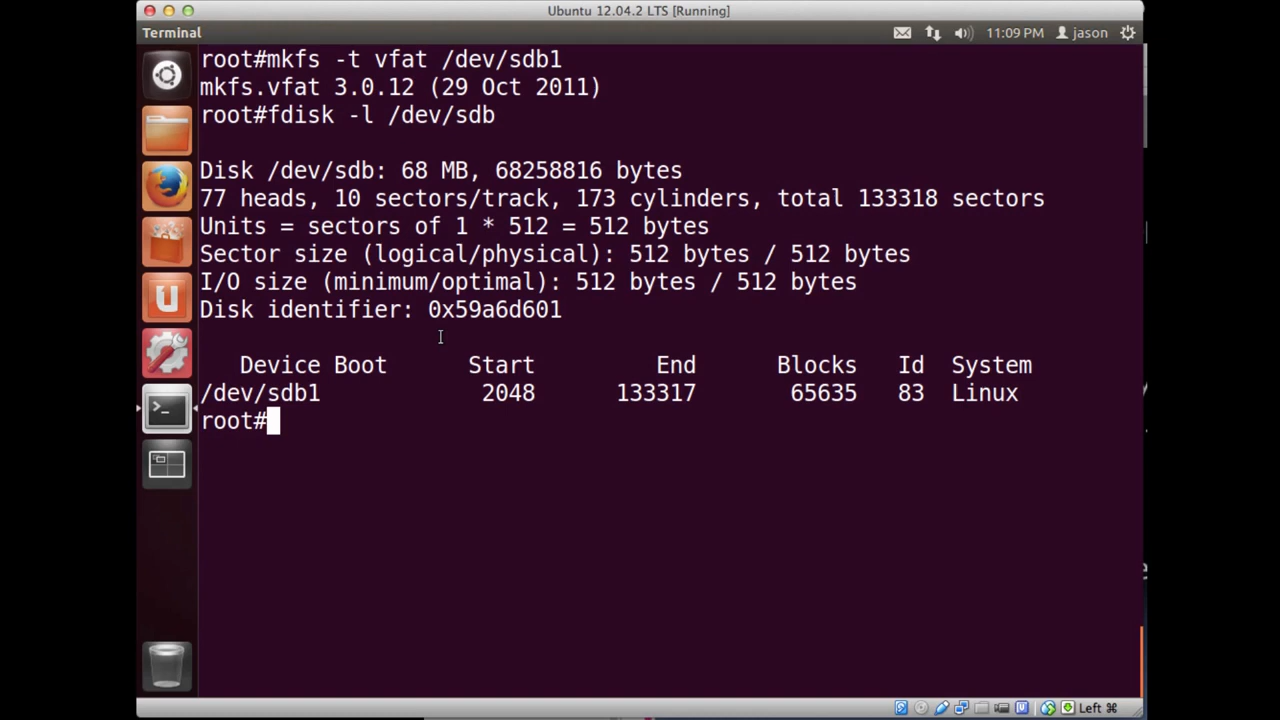 Ubuntu 12.04.2 LTS [Running]
Terminal 11:09 PM jason
root#mkfs -t vfat /dev/sdb1
mkfs.vfat 3.0.12 (29 Oct 2011)
root#fdisk -l /dev/sdb
Disk /dev/sdb: 68 MB, 68258816 bytes
77 heads, 10 sectors/track, 173 cylinders, total 133318 sectors
Units = sectors of 1 * 512 = 512 bytes
Sector size (logical/physical): 512 bytes / 512 bytes
I/O size (minimum/optimal): 512 bytes / 512 bytes
Disk identifier: 0x59a6d601
Device Boot Start End Blocks Id System
/dev/sdb1 2048 133317 65635 83 Linux
root#
Left ⌘